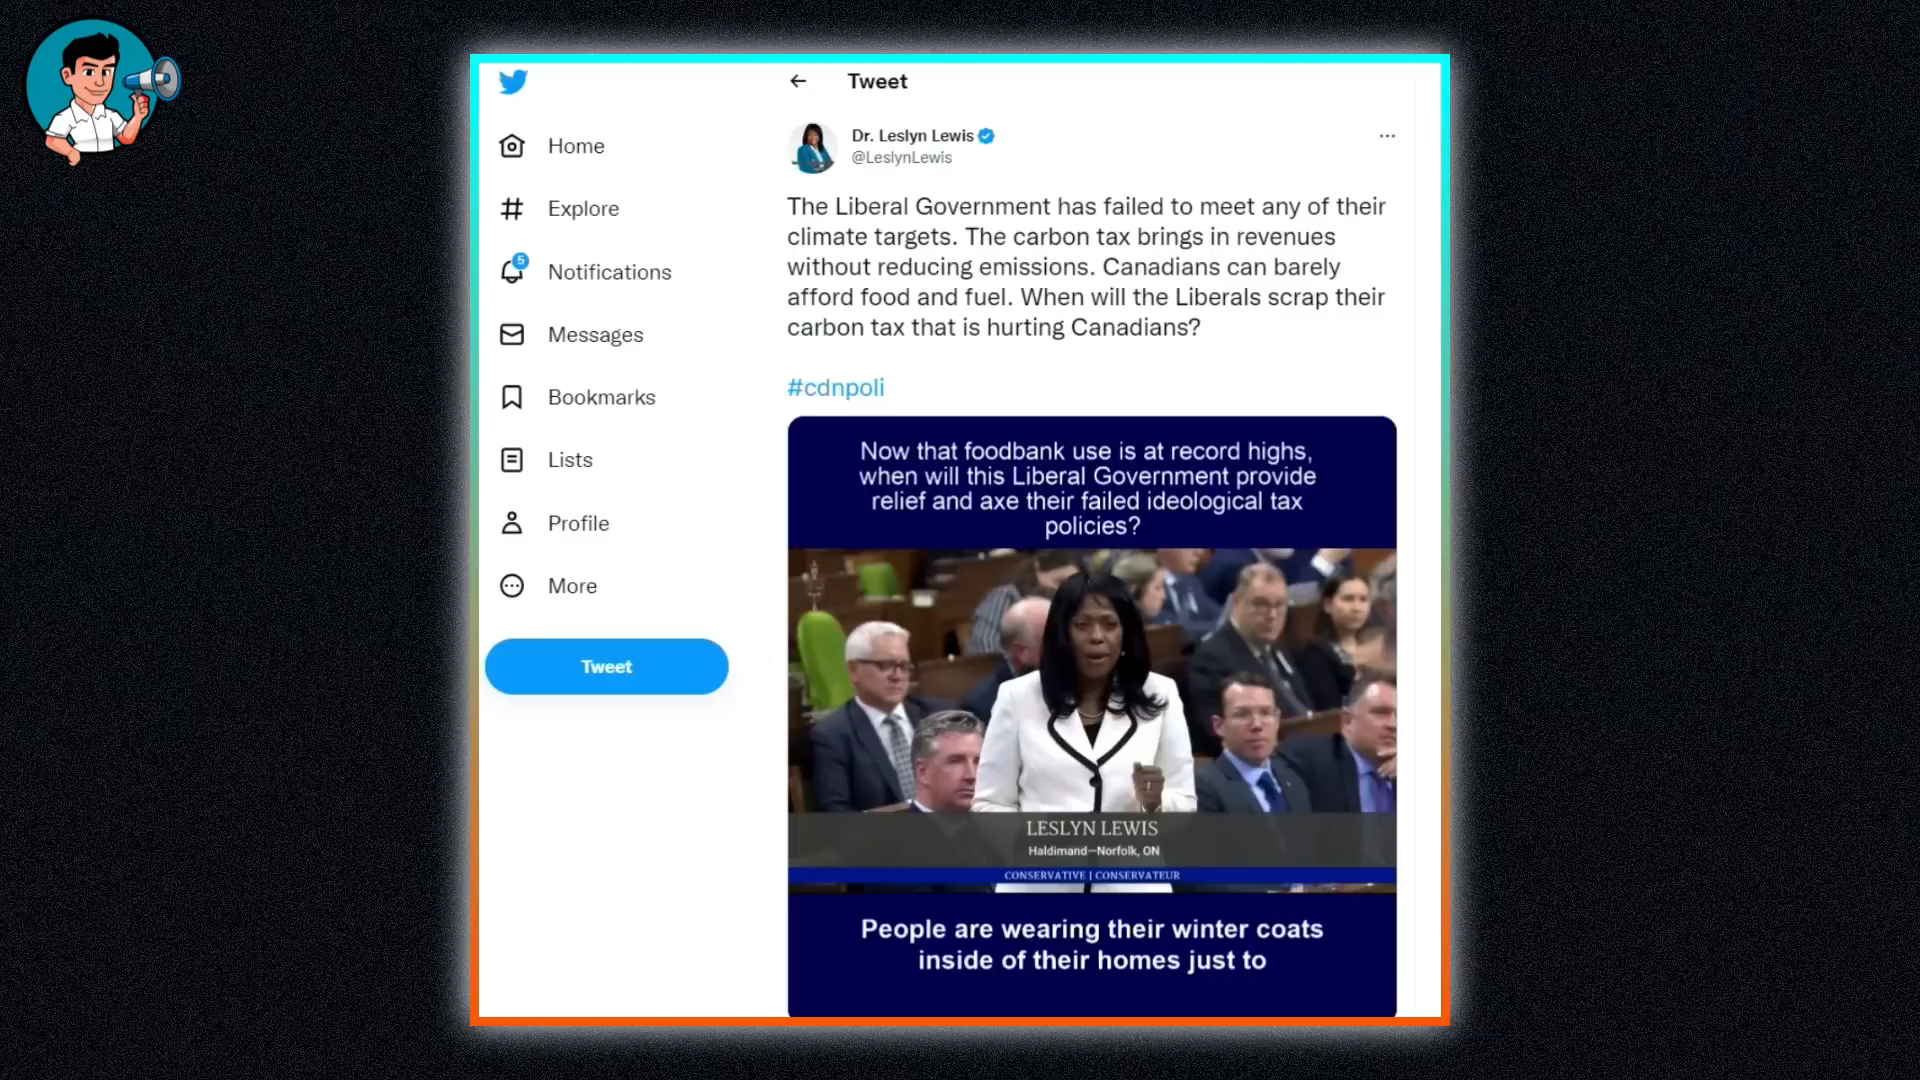 Home
Explore
5
Notifications
Messages
Bookmarks
Lists
Profile
More
Tweet
Tweet
Dr. Leslyn Lewis
@LeslynLewis
The Liberal Government has failed to meet any of their
climate targets. The carbon tax brings in revenues
without reducing emissions. Canadians can barely
afford food and fuel. When will the Liberals scrap their
carbon tax that is hurting Canadians?
#cdnpoli
Now that foodbank use is at record highs,
when will this Liberal Government provide
relief and axe their failed ideological tax
policies?
LESLYN LEWIS
Haldimand—Norfolk, ON
CONSERVATIVE | CONSERVATEUR
People are wearing their winter coats
inside of their homes just to